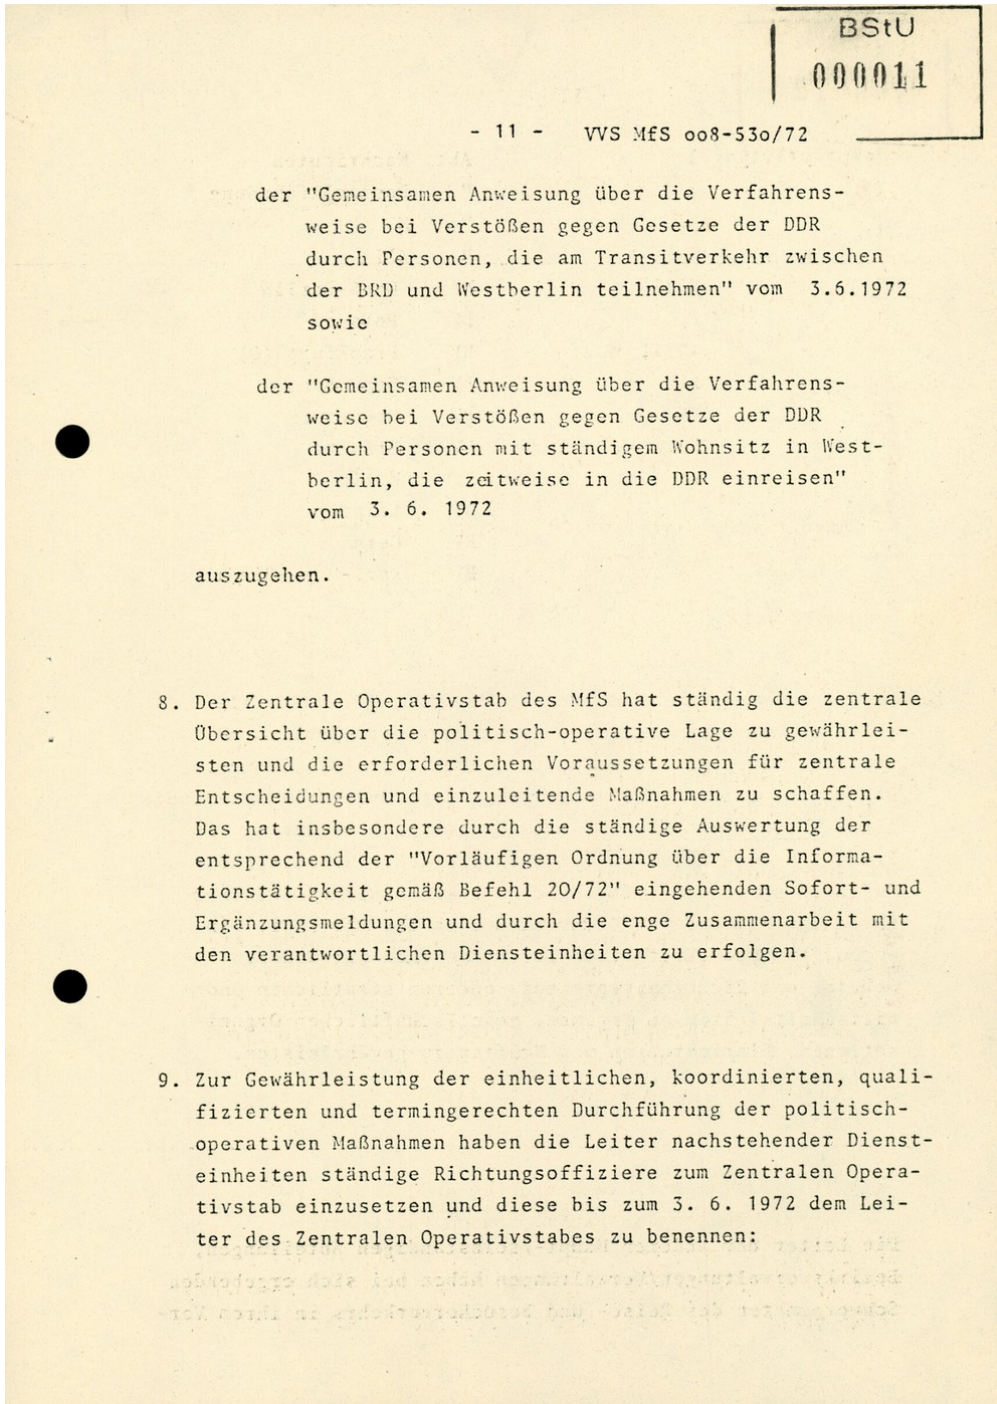 BStU
000011
- 11 - VVS MfS oo8-53o/72
der "Gemeinsamen Anweisung über die Verfahrens-
weise bei Verstößen gegen Gesetze der DDR
durch Personen, die am Transitverkehr zwischen
der BRD und Westberlin teilnehmen" vom 3.6.1972
sowie
der "Gemeinsamen Anweisung über die Verfahrens-
weise bei Verstößen gegen Gesetze der DDR
durch Personen mit ständigem Wohnsitz in West-
berlin, die zeitweise in die DDR einreisen"
vom 3. 6. 1972
auszugehen.
8. Der Zentrale Operativstab des MfS hat ständig die zentrale
Übersicht über die politisch-operative Lage zu gewährlei-
sten und die erforderlichen Voraussetzungen für zentrale
Entscheidungen und einzuleitende Maßnahmen zu schaffen.
Das hat insbesondere durch die ständige Auswertung der
entsprechend der "Vorläufigen Ordnung über die Informa-
tionstätigkeit gemäß Befehl 20/72" eingehenden Sofort- und
Ergänzungsmeldungen und durch die enge Zusammenarbeit mit
den verantwortlichen Diensteinheiten zu erfolgen.
9. Zur Gewährleistung der einheitlichen, koordinierten, quali-
fizierten und termingerechten Durchführung der politisch-
operativen Maßnahmen haben die Leiter nachstehender Dienst-
einheiten ständige Richtungsoffiziere zum Zentralen Opera-
tivstab einzusetzen und diese bis zum 3. 6. 1972 dem Lei-
ter des Zentralen Operativstabes zu benennen: